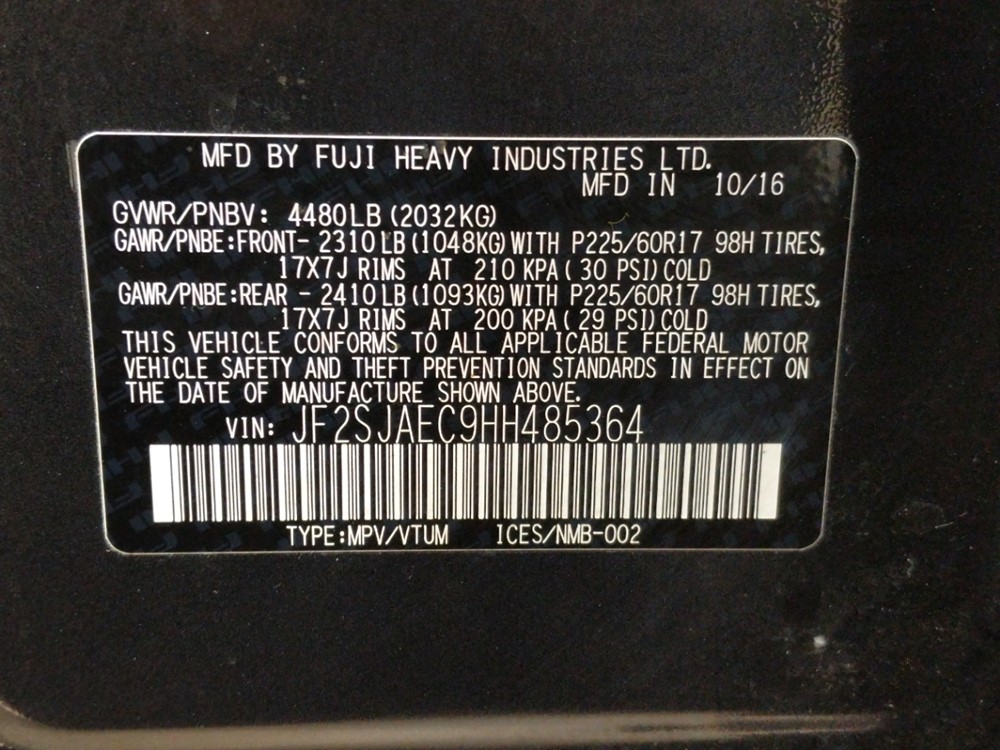 MFD BY FUJI HEAVY INDUSTRIES LTD.
MFD IN 10/16
GVWR/PNBV: 4480LB (2032KG)
GAWR/PNBE:FRONT- 2310LB (1048KG) WITH P225/60R17 98H TIRES,
17X7J RIMS AT 210 KPA ( 30 PSI) COLD
GAWR/PNBE:REAR - 2410LB (1093KG) WITH P225/60R17 98H TIRES,
17X7J RIMS AT 200 KPA ( 29 PSI) COLD
THIS VEHICLE CONFORMS TO ALL APPLICABLE FEDERAL MOTOR
VEHICLE SAFETY AND THEFT PREVENTION STANDARDS IN EFFECT ON
THE DATE OF MANUFACTURE SHOWN ABOVE.
VIN: JF2SJAEC9HH485364
TYPE:MPV/VTUM ICES/NMB-002